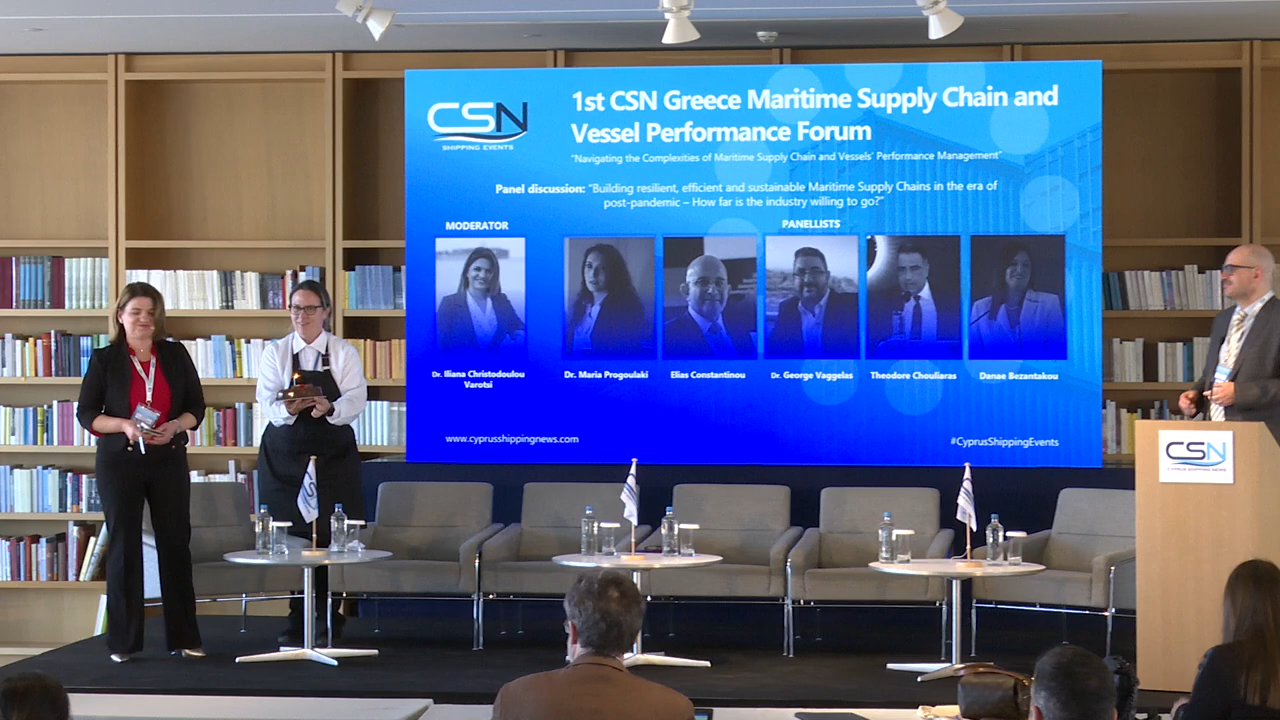 CSN
SHIPPING EVENTS
1st CSN Greece Maritime Supply Chain and
Vessel Performance Forum
"Navigating the Complexities of Maritime Supply Chain and Vessels' Performance Management"
Panel discussion: "Building resilient, efficient and sustainable Maritime Supply Chains in the era of
post-pandemic – How far is the industry willing to go?"
MODERATOR
PANELLISTS
Dr. Iliana Christodoulou
Varotsi
Dr. Maria Progoulaki
Elias Constantinou
Dr. George Vaggelas
Theodore Chouliaras
Danae Bezantakou
www.cyprusshippingnews.com
#CyprusShippingEvents
CSN
CYPRUS SHIPPING NEWS
CSN